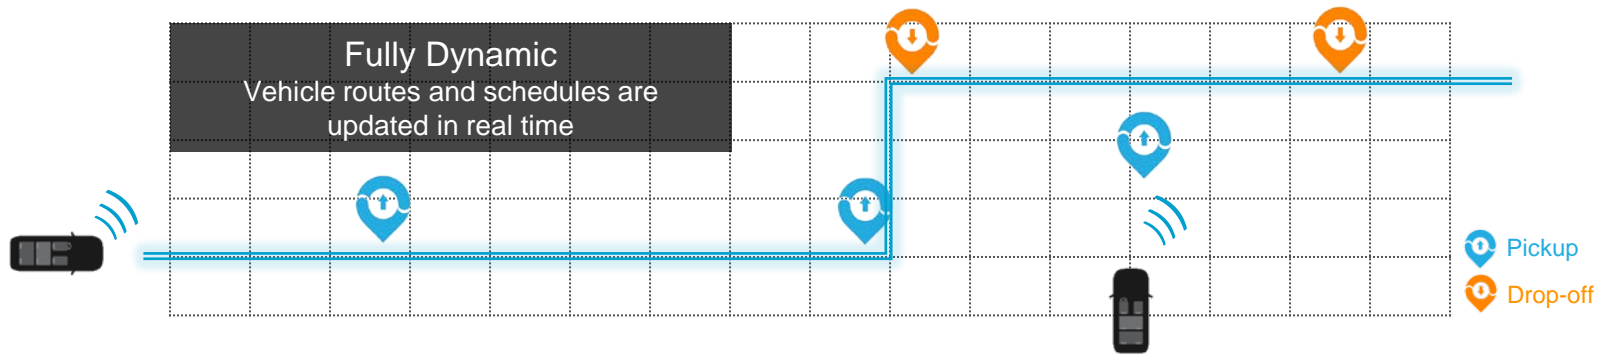 Fully Dynamic
Vehicle routes and schedules are
updated in real time
Pickup
Drop-off